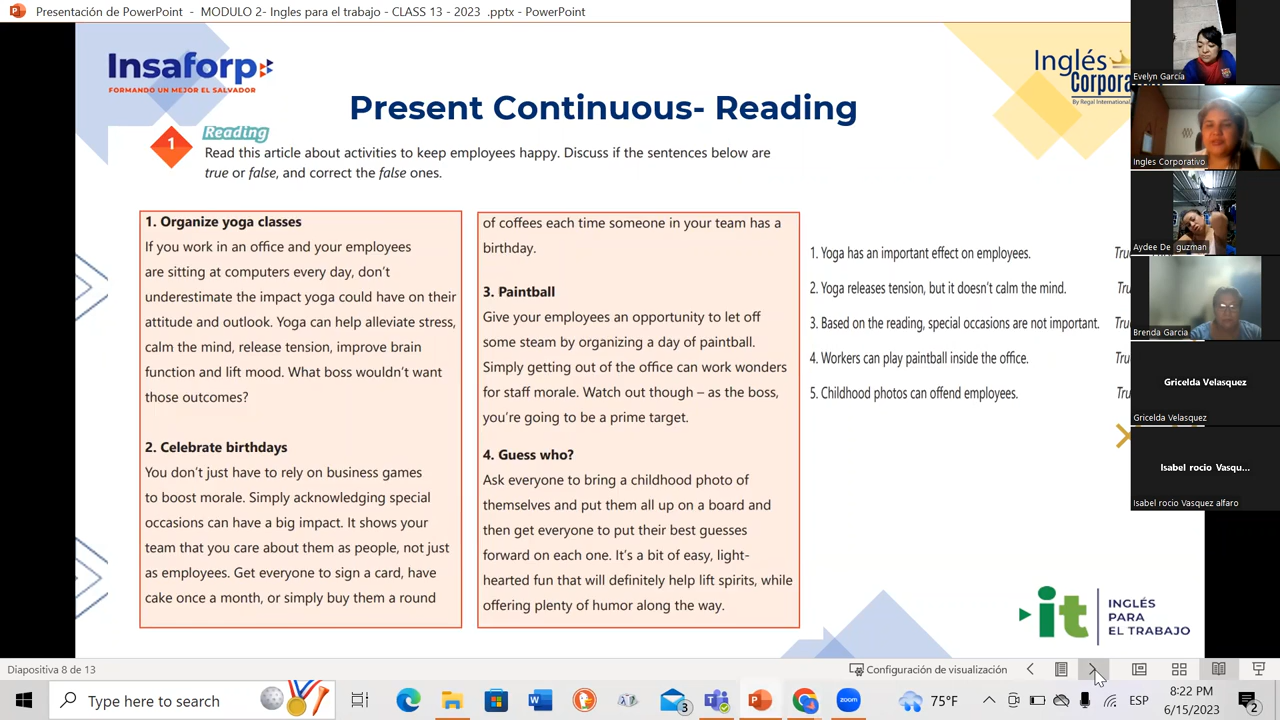 Presentación de PowerPoint - MODULO 2- Ingles para el trabajo - CLASS 13 - 2023 .pptx - PowerPoint
Insaforp
FORMANDO UN MEJOR EL SALVADOR
Inglés
Corpora
By Regal International
Present Continuous- Reading
1
Reading
Read this article about activities to keep employees happy. Discuss if the sentences below are
true or false, and correct the false ones.
1. Organize yoga classes
If you work in an office and your employees
are sitting at computers every day, don't
underestimate the impact yoga could have on their
attitude and outlook. Yoga can help alleviate stress,
calm the mind, release tension, improve brain
function and lift mood. What boss wouldn't want
those outcomes?
2. Celebrate birthdays
You don't just have to rely on business games
to boost morale. Simply acknowledging special
occasions can have a big impact. It shows your
team that you care about them as people, not just
as employees. Get everyone to sign a card, have
cake once a month, or simply buy them a round
of coffees each time someone in your team has a
birthday.
3. Paintball
Give your employees an opportunity to let off
some steam by organizing a day of paintball.
Simply getting out of the office can work wonders
for staff morale. Watch out though – as the boss,
you're going to be a prime target.
4. Guess who?
Ask everyone to bring a childhood photo of
themselves and put them all up on a board and
then get everyone to put their best guesses
forward on each one. It's a bit of easy, light-
hearted fun that will definitely help lift spirits, while
offering plenty of humor along the way.
1. Yoga has an important effect on employees. Tru
2. Yoga releases tension, but it doesn't calm the mind. Tru
3. Based on the reading, special occasions are not important. Tru
4. Workers can play paintball inside the office. Tru
5. Childhood photos can offend employees. Tru
it
INGLÉS
PARA
EL TRABAJO
Evelyn García
Ingles Corporativo
Aydee De guzman
Brenda Garcia
Gricelda Velasquez
Gricelda Velasquez
Isabel rocio Vasqu...
Isabel rocio Vasquez alfaro
Diapositiva 8 de 13
Configuración de visualización
Type here to search
3
zoom
75°F
ESP
8:22 PM
6/15/2023
2